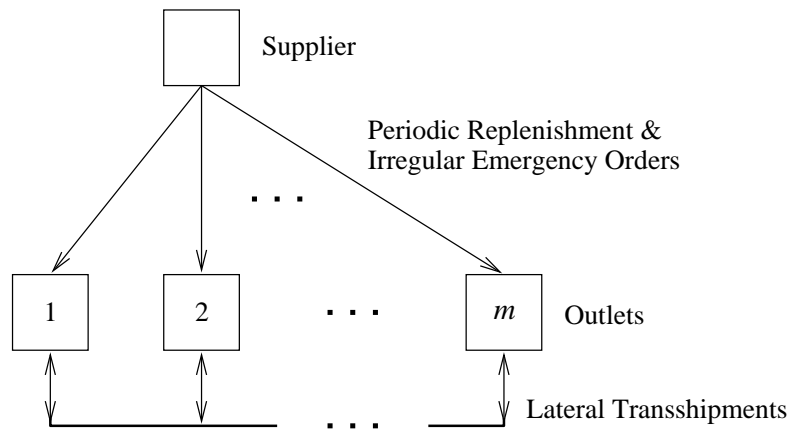 Supplier
Periodic Replenishment &
Irregular Emergency Orders
. . .
1 2 . . . m Outlets
. . . Lateral Transshipments